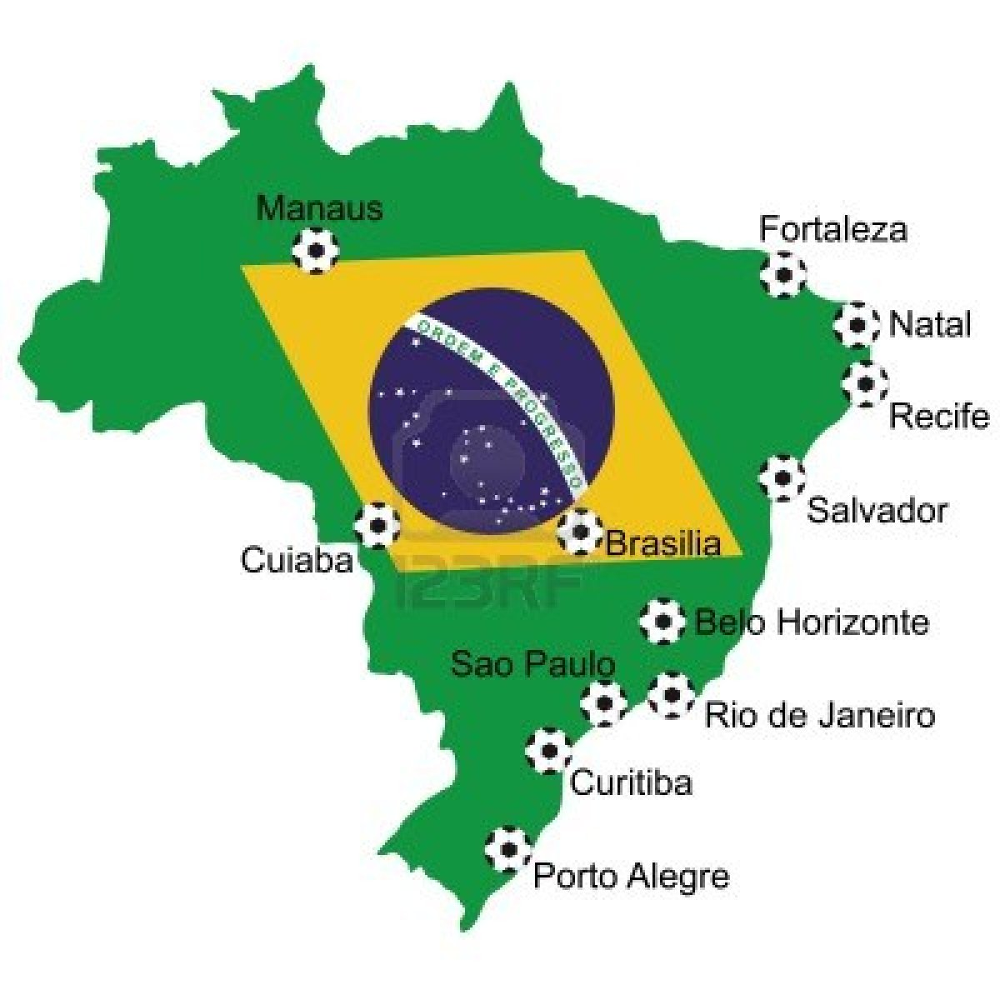 Manaus
Fortaleza
Natal
ORDEM E PROGRESSO
Recife
Salvador
Brasilia
Cuiaba
123RF
Belo Horizonte
Sao Paulo
Rio de Janeiro
Curitiba
Porto Alegre